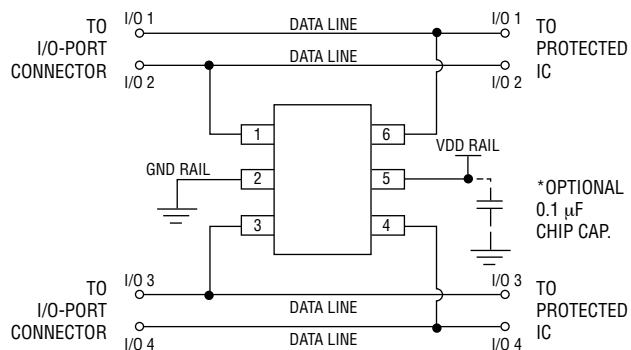 TO
I/O-PORT
CONNECTOR
I/O 1
DATA LINE
I/O 1
TO
PROTECTED
IC
I/O 2
DATA LINE
I/O 2
1
6
GND RAIL
2
5
VDD RAIL
3
4
*OPTIONAL
0.1 µF
CHIP CAP.
TO
I/O-PORT
CONNECTOR
I/O 3
DATA LINE
I/O 3
TO
PROTECTED
IC
I/O 4
DATA LINE
I/O 4